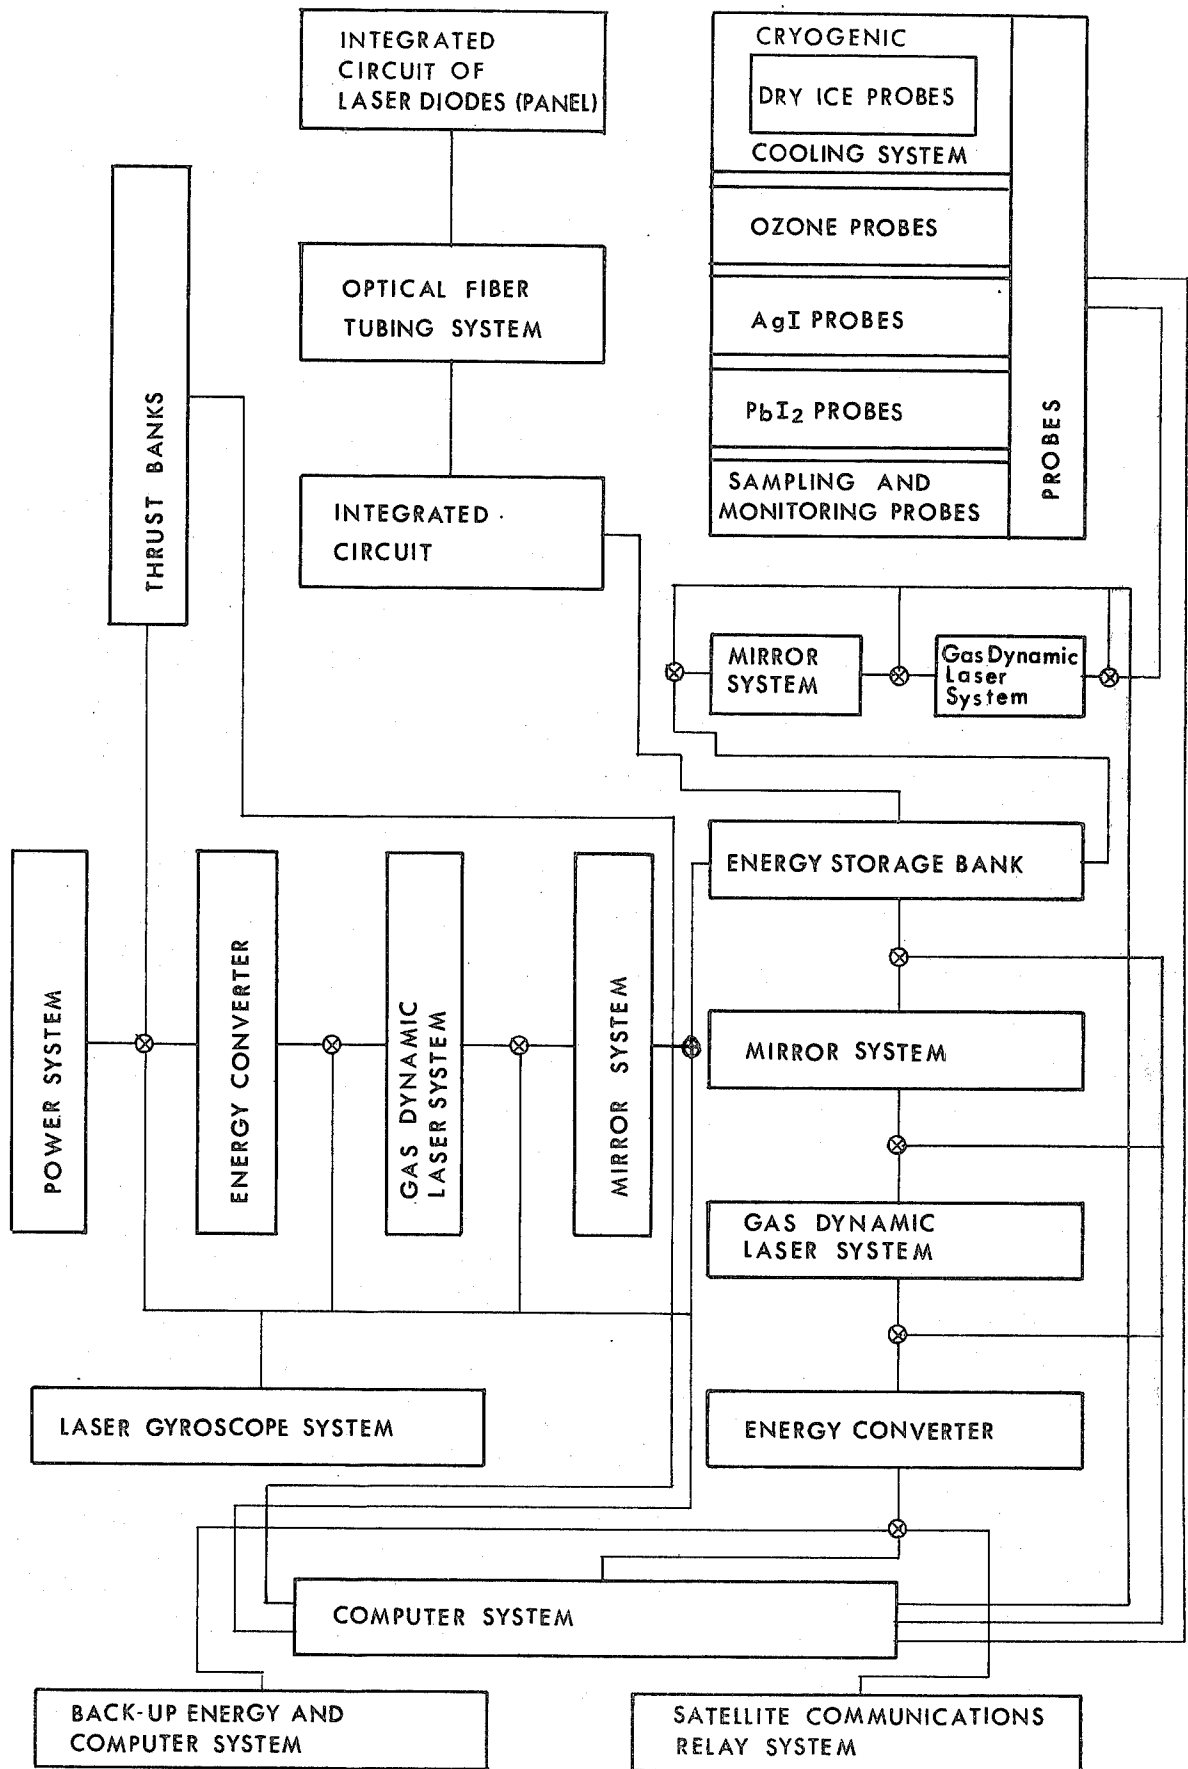 INTEGRATED
CIRCUIT OF
LASER DIODES (PANEL)
CRYOGENIC
DRY ICE PROBES
COOLING SYSTEM
OZONE PROBES
AgI PROBES
PbI2 PROBES
SAMPLING AND
MONITORING PROBES
PROBES
THRUST BANKS
OPTICAL FIBER
TUBING SYSTEM
INTEGRATED
CIRCUIT
MIRROR
SYSTEM
Gas Dynamic
Laser
System
ENERGY STORAGE BANK
POWER SYSTEM
ENERGY CONVERTER
GAS DYNAMIC
LASER SYSTEM
MIRROR SYSTEM
MIRROR SYSTEM
GAS DYNAMIC
LASER SYSTEM
LASER GYROSCOPE SYSTEM
ENERGY CONVERTER
COMPUTER SYSTEM
BACK-UP ENERGY AND
COMPUTER SYSTEM
SATELLITE COMMUNICATIONS
RELAY SYSTEM